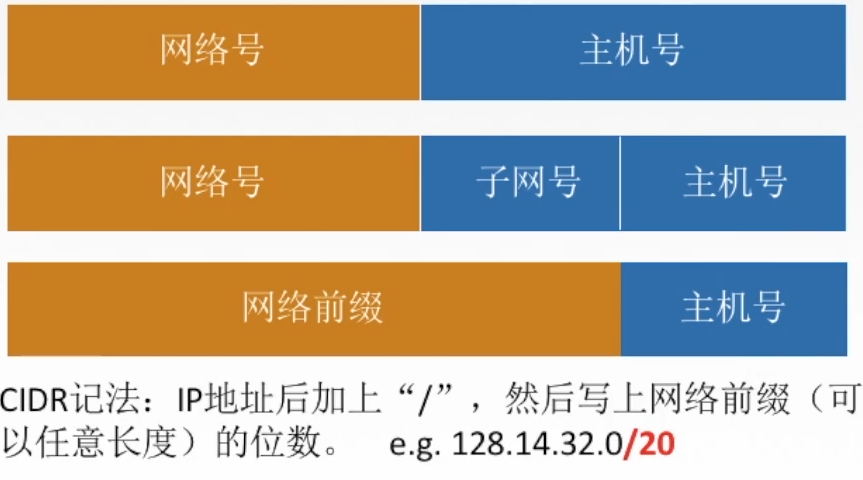 网络号 主机号
网络号 子网号 主机号
网络前缀 主机号
CIDR记法：IP地址后加上“/”，然后写上网络前缀（可
以任意长度）的位数。 e.g. 128.14.32.0/20